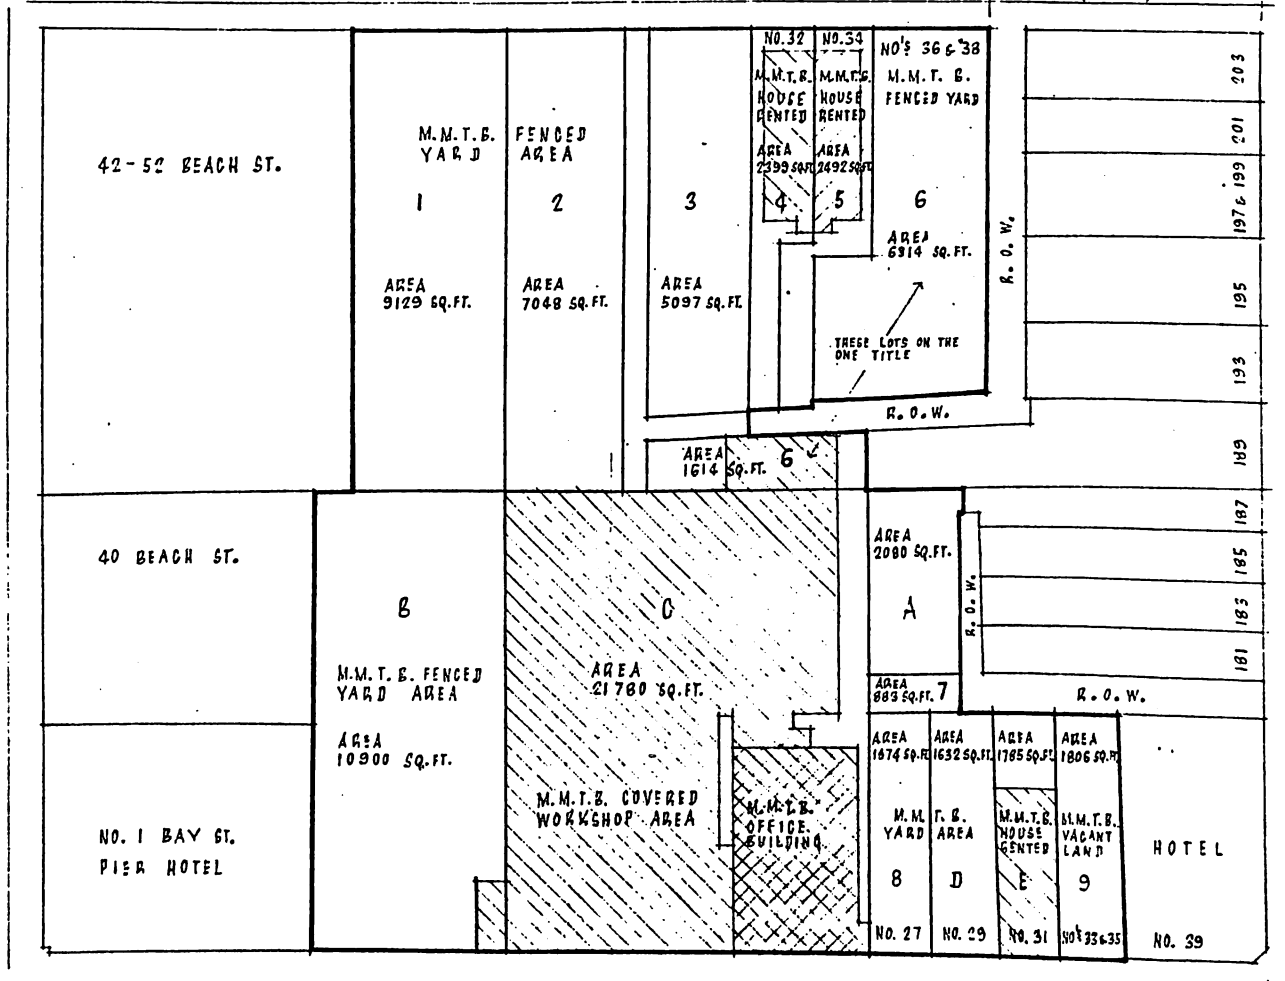 NO. 32
NO. 34
NO'S 36 & 38
M.M.T.B.
HOUSE
RENTED
AREA
2399 SQ.FT.
4
M.M.T.B.
HOUSE
RENTED
AREA
2492 SQ.FT.
5
M.M.T.B.
FENCED YARD
6
AREA
6314 SQ.FT.
THESE LOTS ON THE
ONE TITLE
42-52 BEACH ST.
M.M.T.B. FENCED
YARD AREA
1
2
3
AREA
9129 SQ.FT.
AREA
7048 SQ.FT.
AREA
5097 SQ.FT.
R.O.W.
R.O.W.
203
201
197 & 199
195
193
189
187
185
183
181
AREA
1614 SQ.FT.
6
40 BEACH ST.
B
M.M.T.B. FENCED
YARD AREA
AREA
10900 SQ.FT.
C
AREA
21780 SQ.FT.
M.M.T.B. COVERED
WORKSHOP AREA
M.M.T.B.
OFFICE
BUILDING
AREA
2080 SQ.FT.
A
R.O.W.
AREA
883 SQ.FT. 7
R.O.W.
NO. 1 BAY ST.
PIER HOTEL
AREA
1674 SQ.FT.
AREA
1632 SQ.FT.
AREA
1785 SQ.FT.
AREA
1806 SQ.FT.
M.M.T.B.
YARD AREA
8
D
M.M.T.B.
HOUSE
RENTED
E
M.M.T.B.
VACANT
LAND
9
HOTEL
NO. 27
NO. 29
NO. 31
NO'S 33 & 35
NO. 39